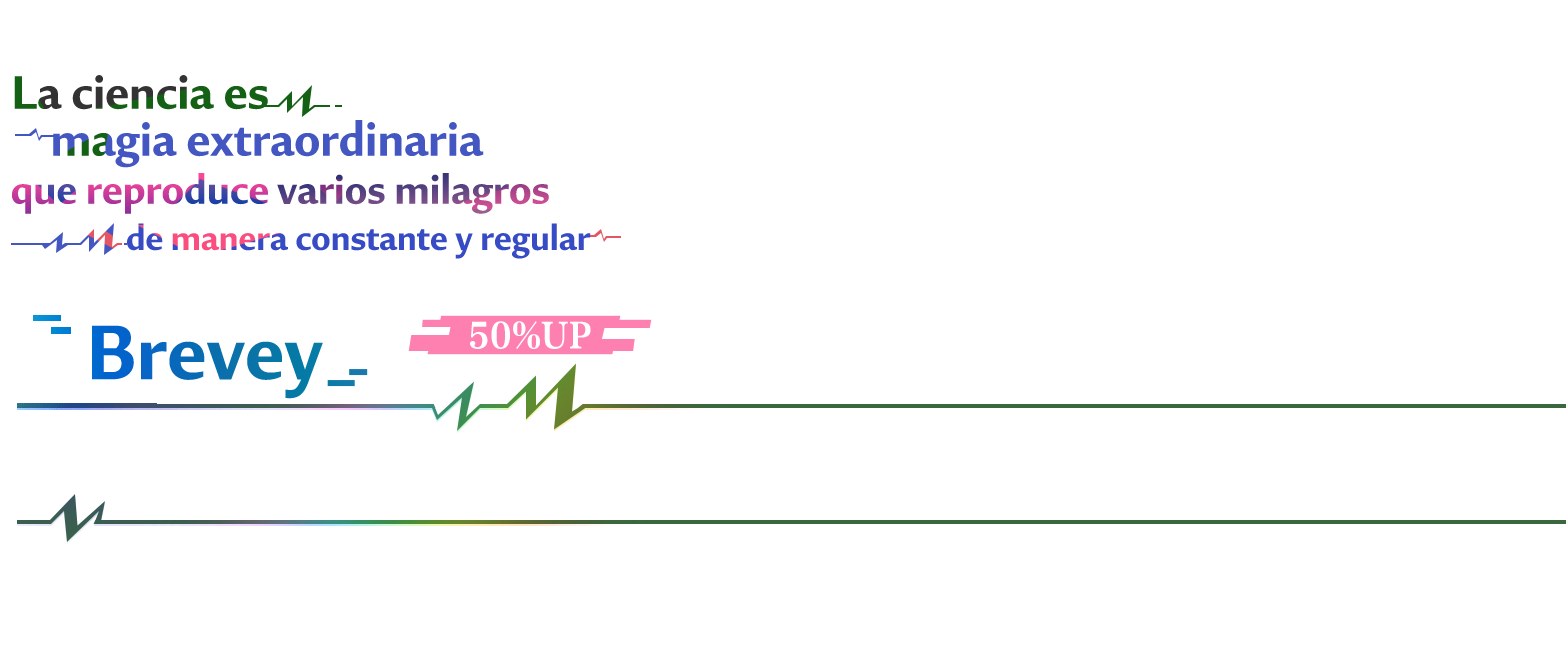 La ciencia es
magia extraordinaria
que reproduce varios milagros
de manera constante y regular
50%UP
Brevey